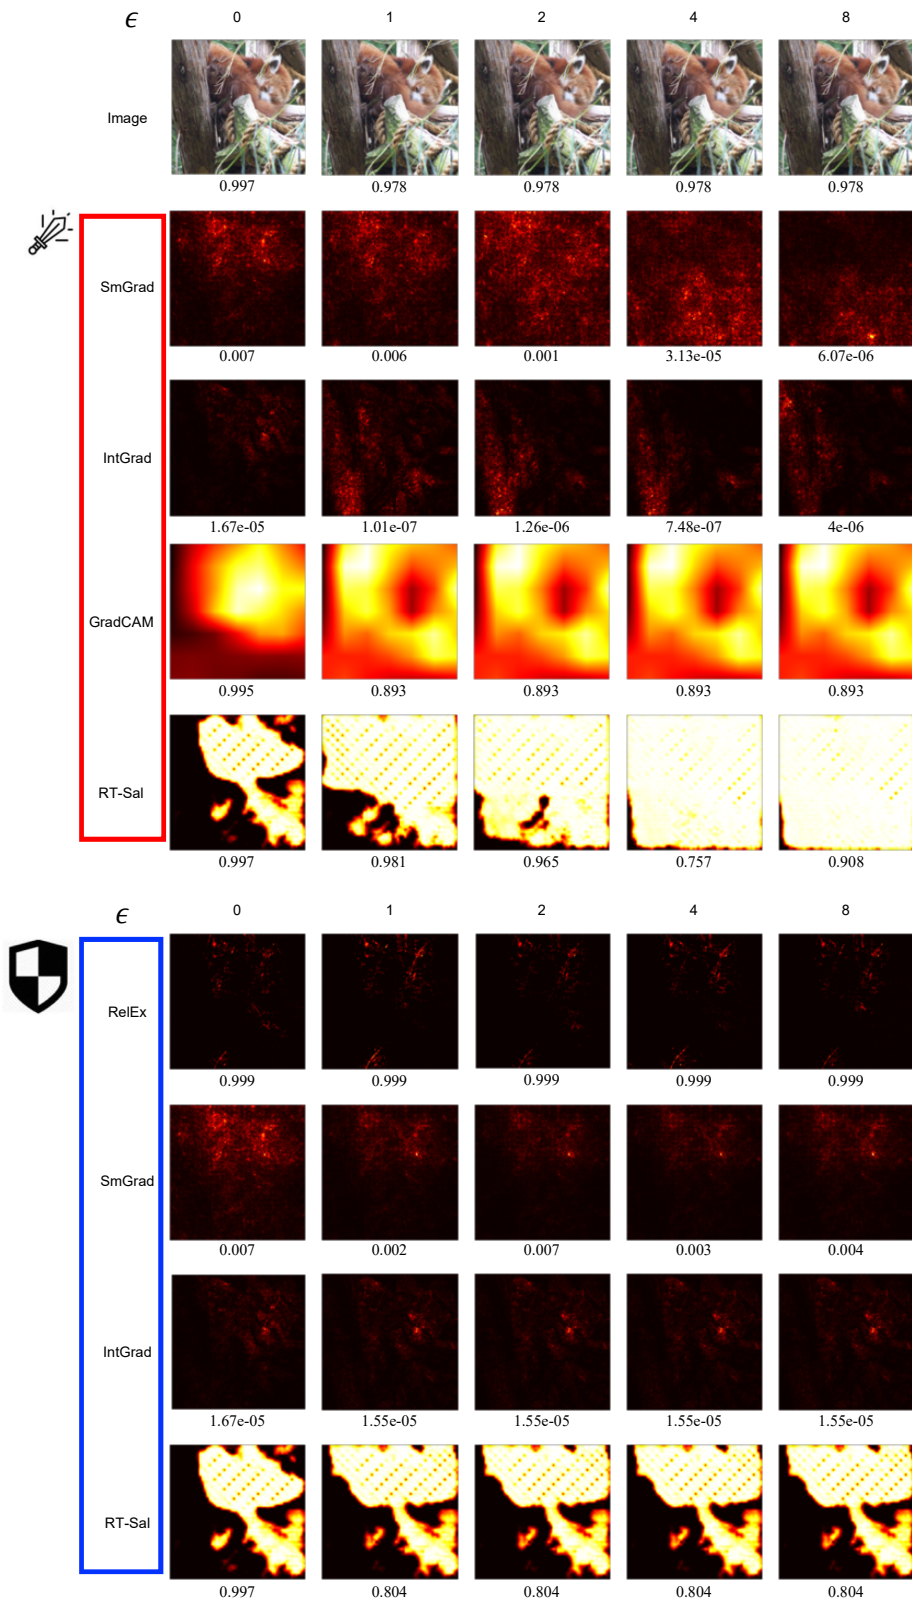 ϵ 0 1 2 4 8
Image
0.997 0.978 0.978 0.978 0.978
SmGrad
0.007 0.006 0.001 3.13e-05 6.07e-06
IntGrad
1.67e-05 1.01e-07 1.26e-06 7.48e-07 4e-06
GradCAM
0.995 0.893 0.893 0.893 0.893
RT-Sal
0.997 0.981 0.965 0.757 0.908
ϵ 0 1 2 4 8
RelEx
0.999 0.999 0.999 0.999 0.999
SmGrad
0.007 0.002 0.007 0.003 0.004
IntGrad
1.67e-05 1.55e-05 1.55e-05 1.55e-05 1.55e-05
RT-Sal
0.997 0.804 0.804 0.804 0.804